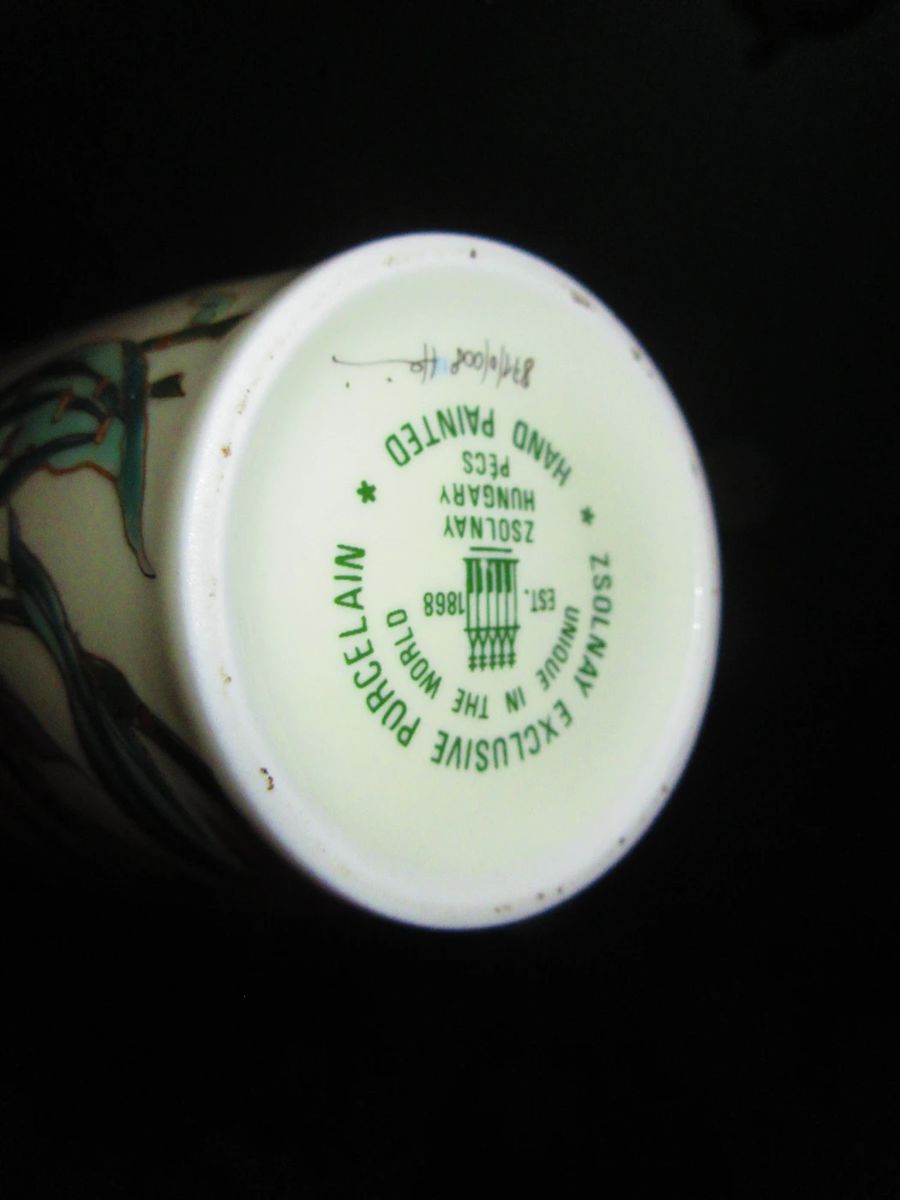 ZSOLNAY EXCLUSIVE PURCELAIN
UNIQUE IN THE WORLD
EST. 1868
ZSOLNAY
HUNGARY
PÉCS
* HAND PAINTED *